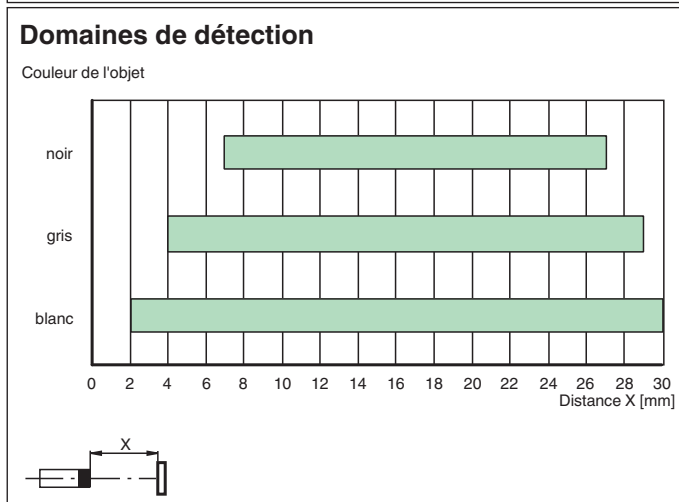 Domaines de détection
Couleur de l'objet
noir
gris
blanc
0 2 4 6 8 10 12 14 16 18 20 22 24 26 28 30
Distance X [mm]
X